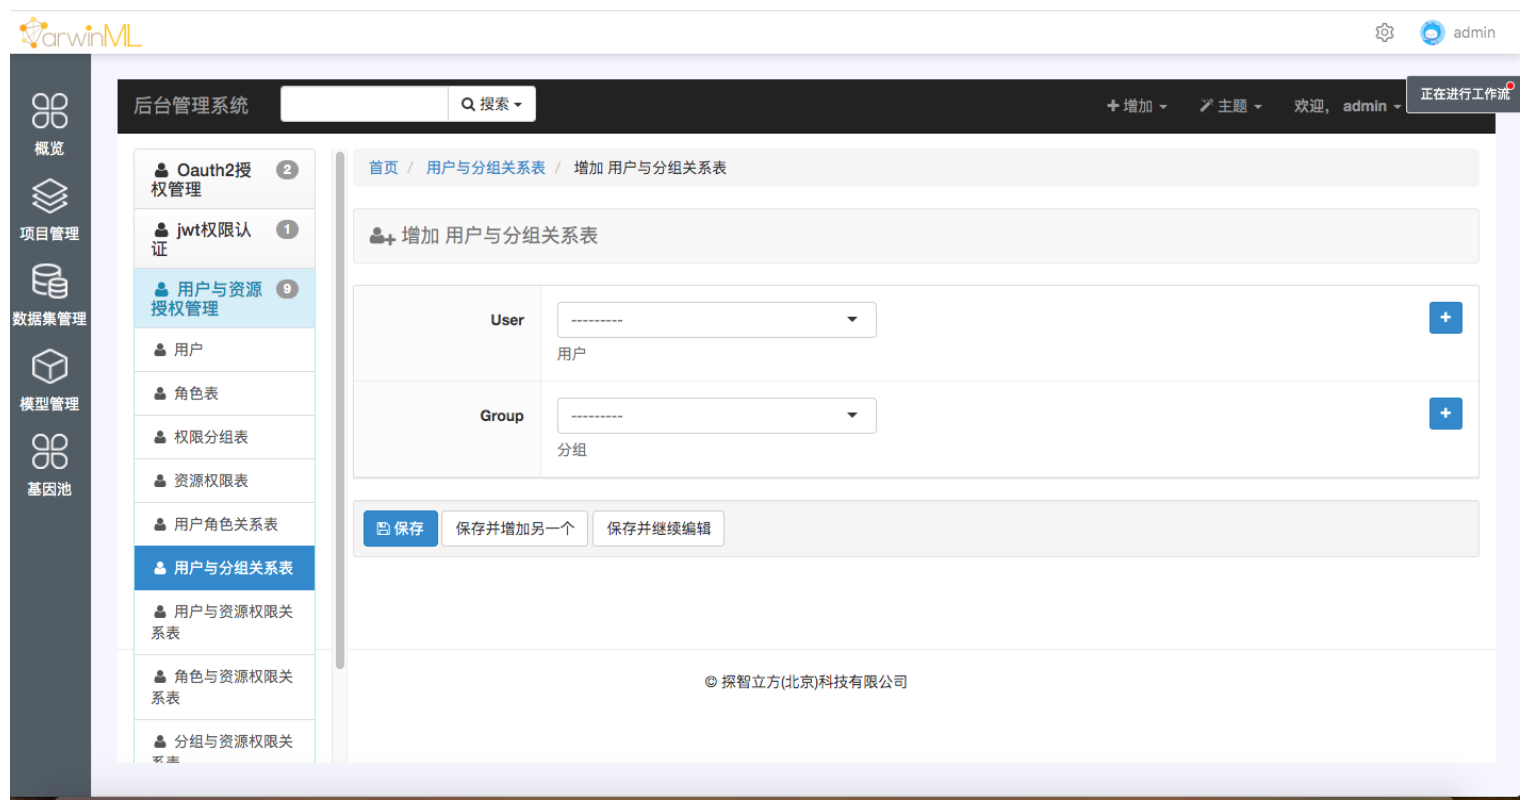 DarwinML
admin
正在进行工作流
概览
项目管理
数据集管理
模型管理
基因池
后台管理系统
搜索
增加
主题
欢迎, admin
Oauth2授
权管理
2
jwt权限认
证
1
用户与资源
授权管理
9
用户
角色表
权限分组表
资源权限表
用户角色关系表
用户与分组关系表
用户与资源权限关
系表
角色与资源权限关
系表
分组与资源权限关
系表
首页 / 用户与分组关系表 / 增加 用户与分组关系表
增加 用户与分组关系表
User
---------
+
用户
Group
---------
+
分组
保存
保存并增加另一个
保存并继续编辑
© 探智立方(北京)科技有限公司